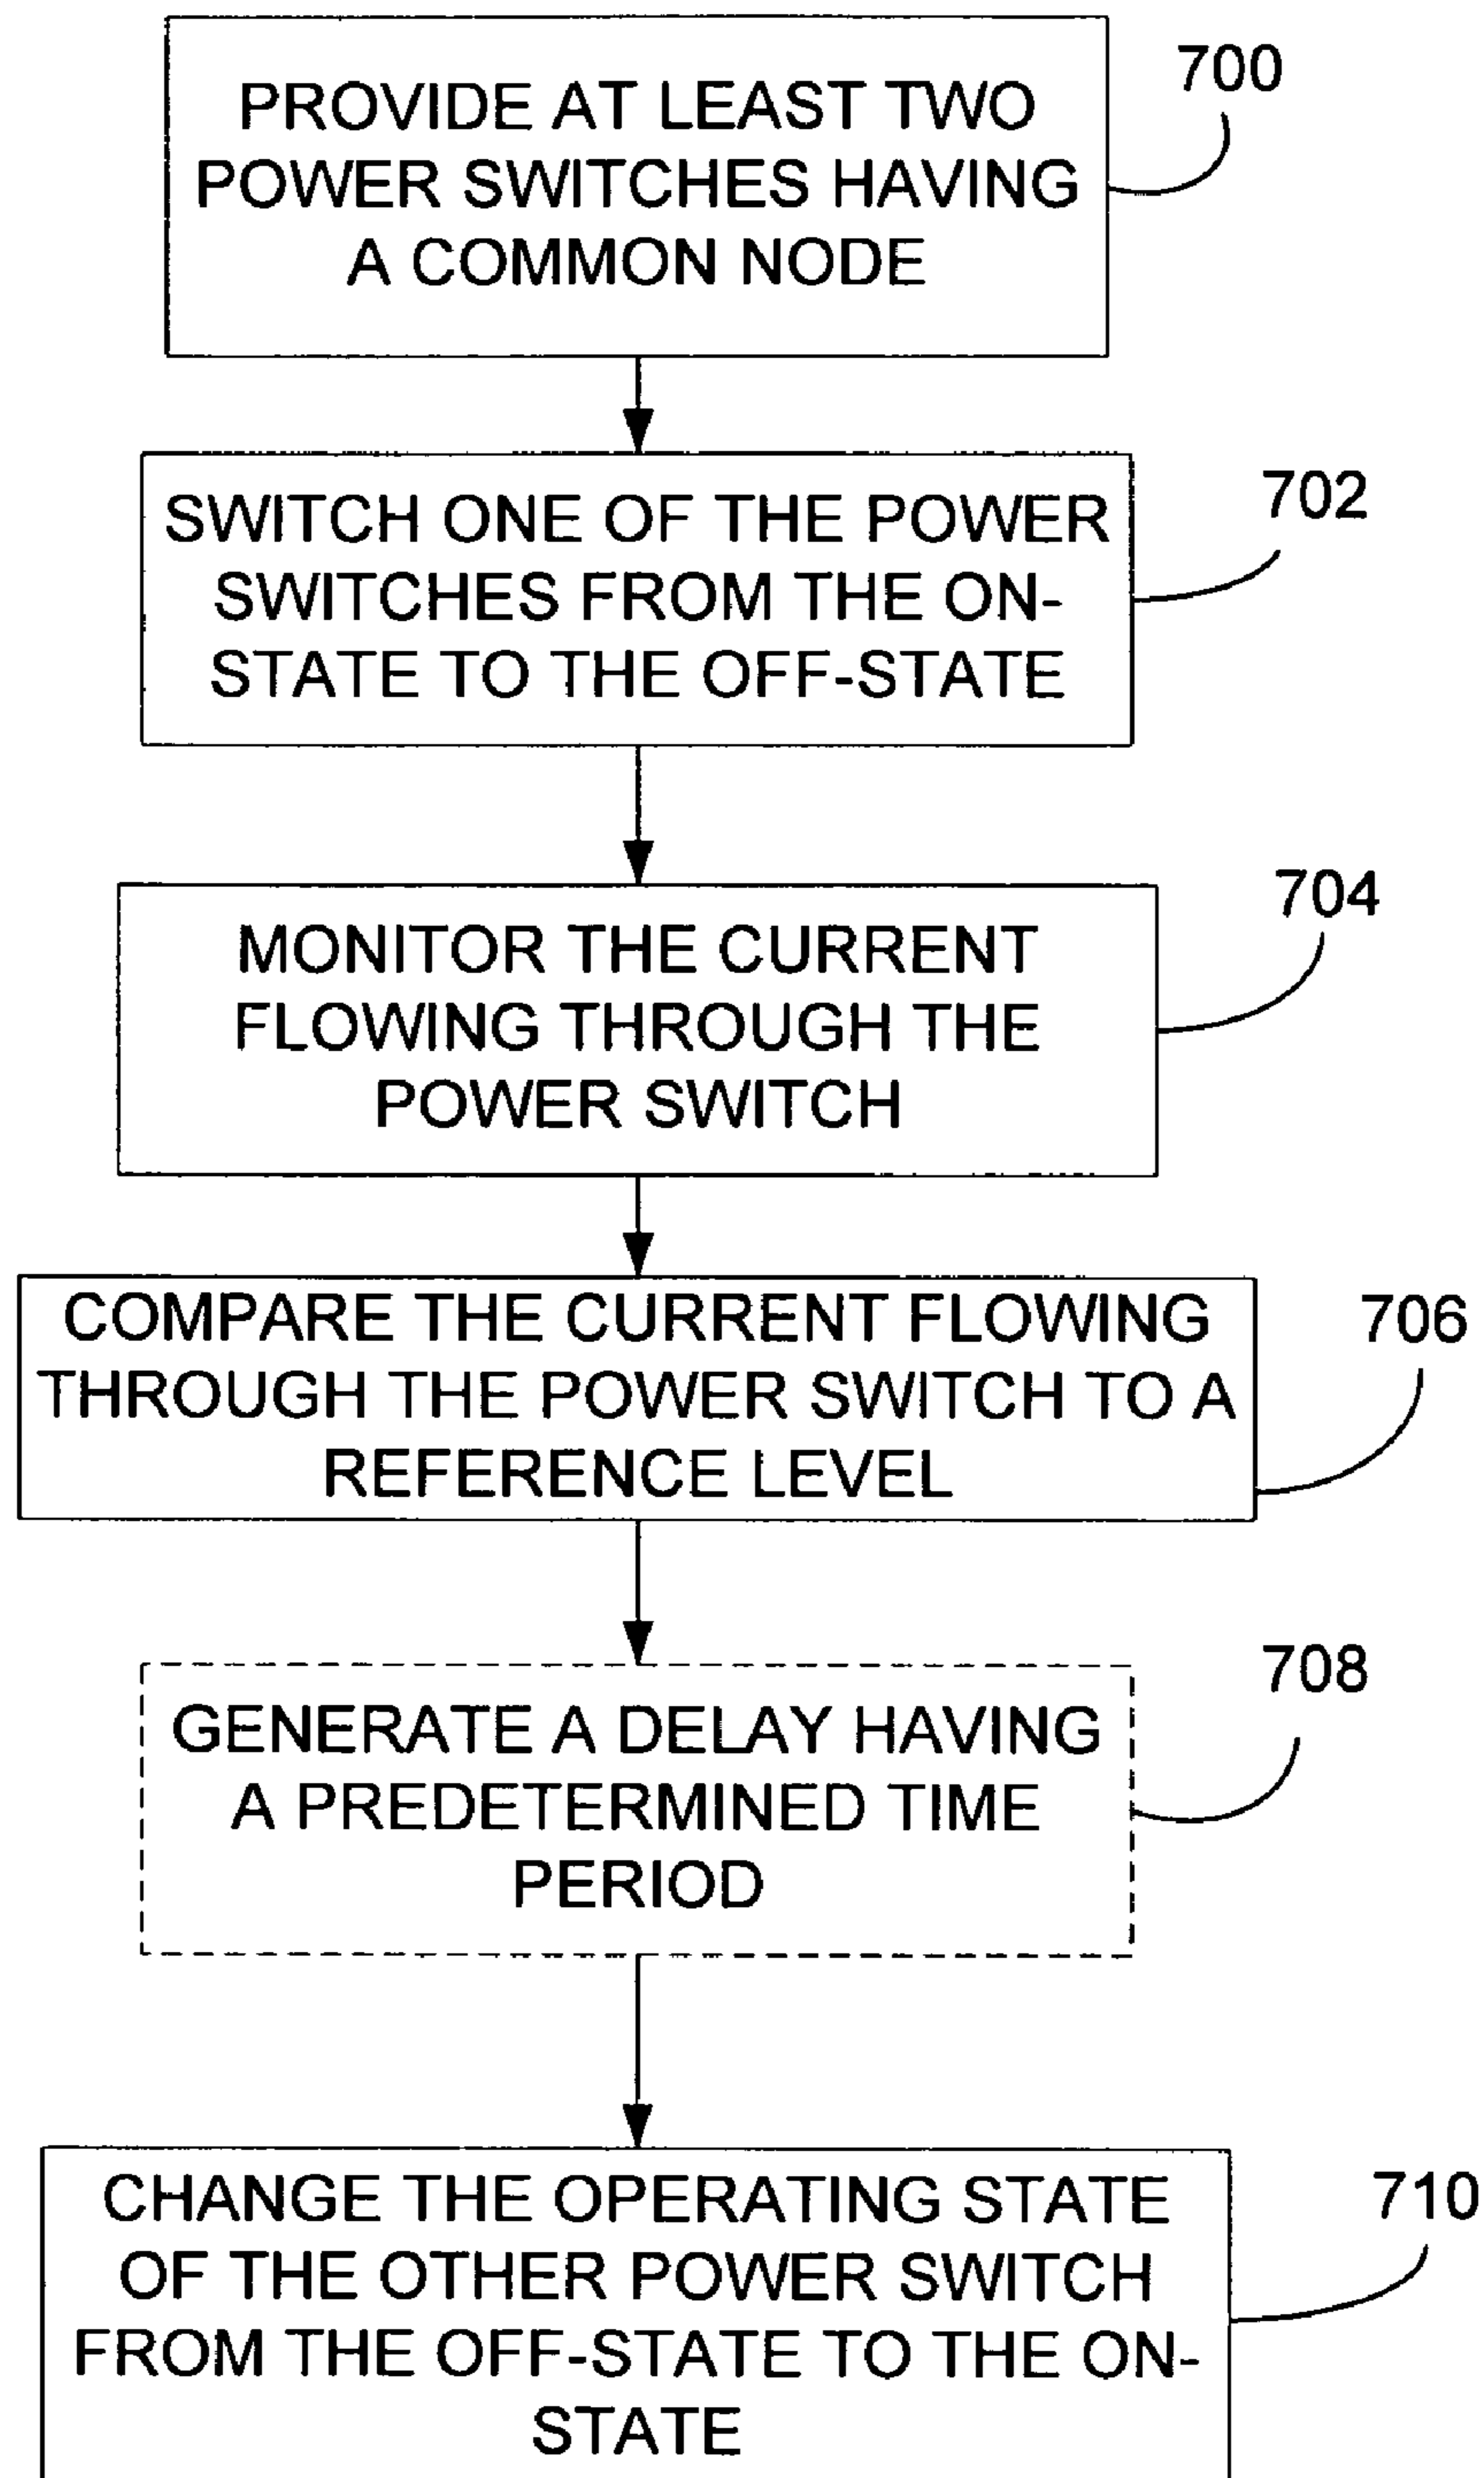 PROVIDE AT LEAST TWO
POWER SWITCHES HAVING
A COMMON NODE
700
SWITCH ONE OF THE POWER
SWITCHES FROM THE ON-
STATE TO THE OFF-STATE
702
MONITOR THE CURRENT
FLOWING THROUGH THE
POWER SWITCH
704
COMPARE THE CURRENT FLOWING
THROUGH THE POWER SWITCH TO A
REFERENCE LEVEL
706
GENERATE A DELAY HAVING
A PREDETERMINED TIME
PERIOD
708
CHANGE THE OPERATING STATE
OF THE OTHER POWER SWITCH
FROM THE OFF-STATE TO THE ON-
STATE
710